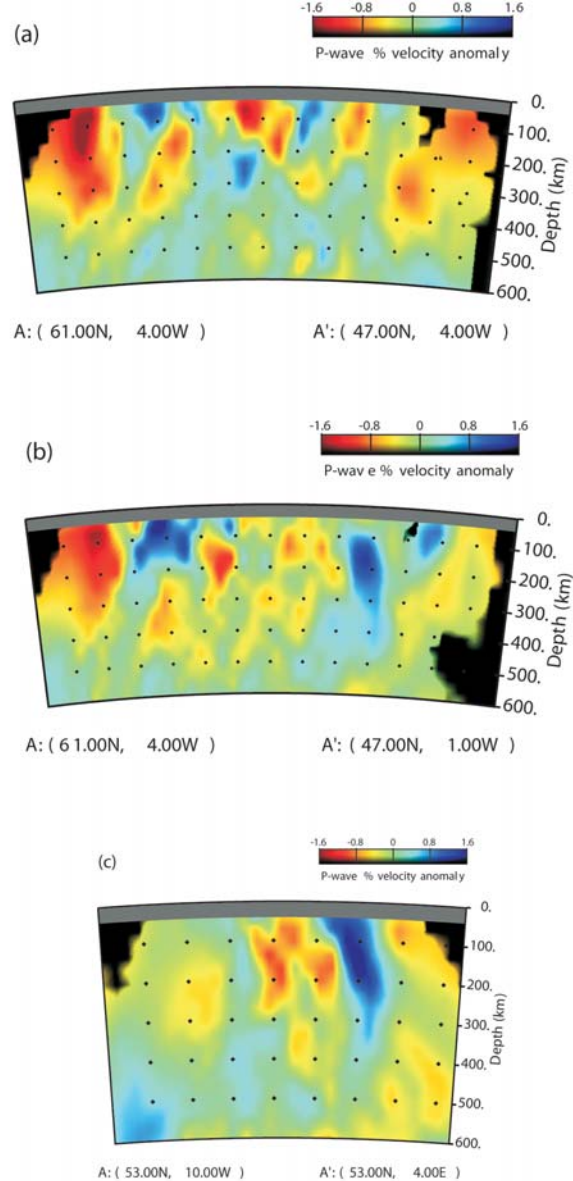 (a)
-1.6 -0.8 0 0.8 1.6
P-wave % velocity anomaly
0.
100.
200.
300.
400.
500.
600.
Depth (km)
A: ( 61.00N, 4.00W ) A': ( 47.00N, 4.00W )
(b)
-1.6 -0.8 0 0.8 1.6
P-wav e % velocity anomaly
0.
100.
200.
300.
400.
500.
600.
Depth (km)
A: ( 61.00N, 4.00W ) A': ( 47.00N, 1.00W )
(c)
-1.6 -0.8 0 0.8 1.6
P-wave % velocity anomaly
0.
100.
200.
300.
400.
500.
600.
Depth (km)
A: ( 53.00N, 10.00W ) A': ( 53.00N, 4.00E )